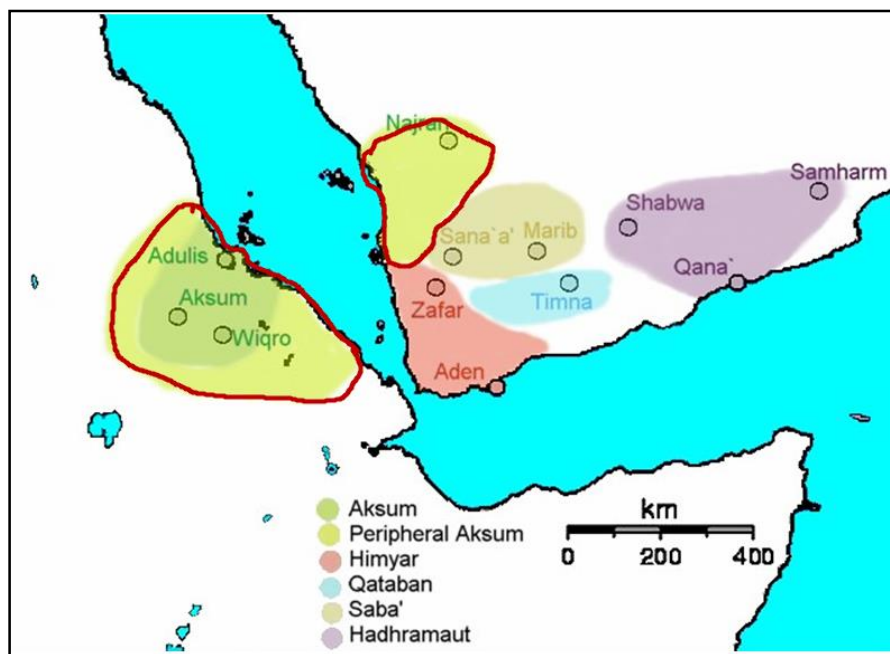 Najran
Samharm
Shabwa
Sana`a'
Marib
Adulis
Qana`
Aksum
Zafar
Timna
Wiqro
Aden
Aksum
Peripheral Aksum
Himyar
Qataban
Saba'
Hadhramaut
km
0 200 400